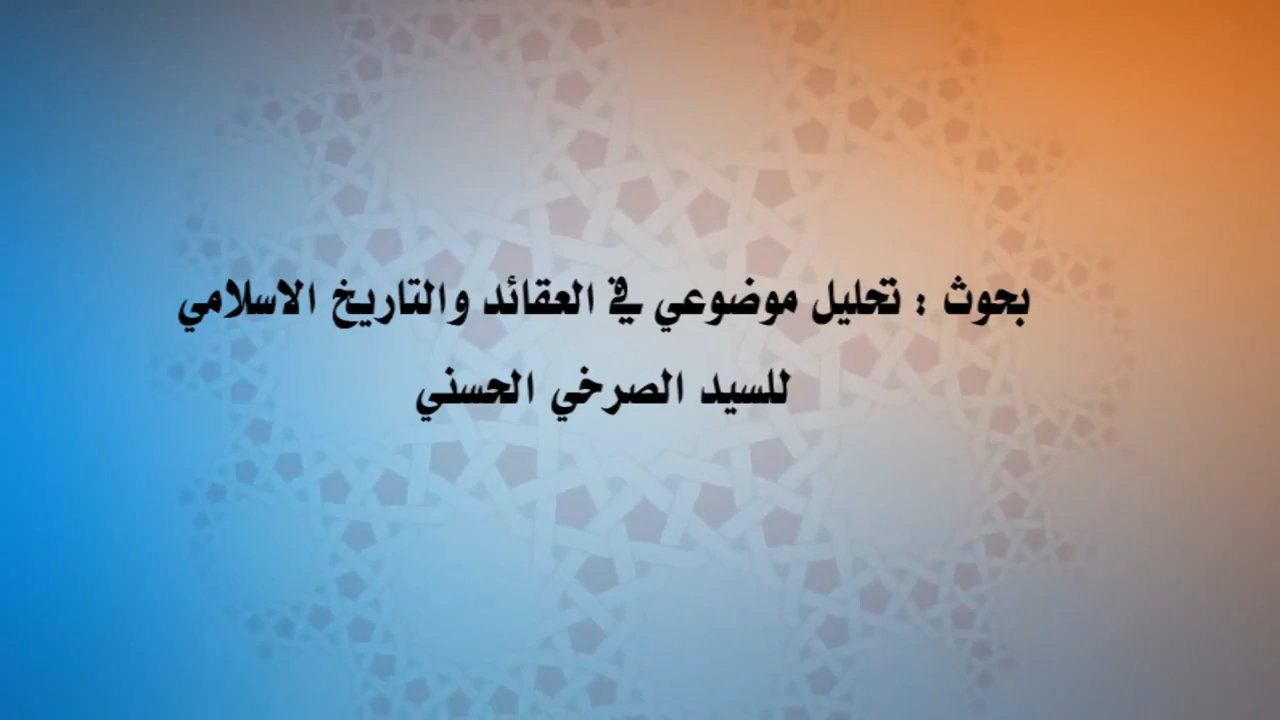 بحوث : تحليل موضوعي في العقائد والتاريخ الاسلامي
للسيد الصرخي الحسني